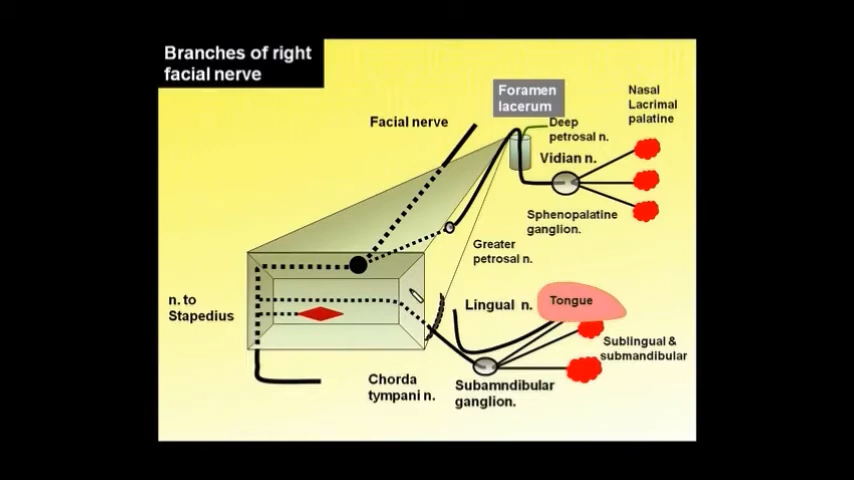 Branches of right
facial nerve
Foramen
lacerum
Nasal
Lacrimal
palatine
Facial nerve
Deep
petrosal n.
Vidian n.
Sphenopalatine
ganglion.
Greater
petrosal n.
n. to
Stapedius
Lingual n.
Tongue
Sublingual &
submandibular
Chorda
tympani n.
Subamndibular
ganglion.